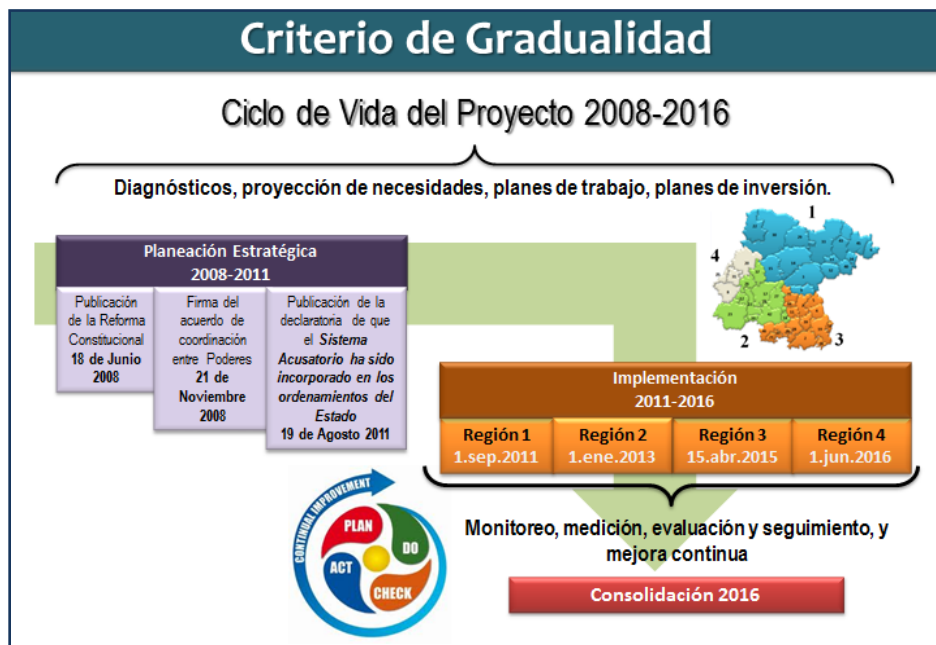 Criterio de Gradualidad
Ciclo de Vida del Proyecto 2008-2016
Diagnósticos, proyección de necesidades, planes de trabajo, planes de inversión.
1
4
2
3
Planeación Estratégica
2008-2011
Publicación
de la Reforma
Constitucional
18 de Junio
2008
Firma del
acuerdo de
coordinación
entre Poderes
21 de
Noviembre
2008
Publicación de la
declaratoria de que
el Sistema
Acusatorio ha sido
incorporado en los
ordenamientos del
Estado
19 de Agosto 2011
Implementación
2011-2016
Región 1
1.sep.2011
Región 2
1.ene.2013
Región 3
15.abr.2015
Región 4
1.jun.2016
CONTINUAL IMPROVEMENT
PLAN
DO
ACT
CHECK
Monitoreo, medición, evaluación y seguimiento, y
mejora continua
Consolidación 2016